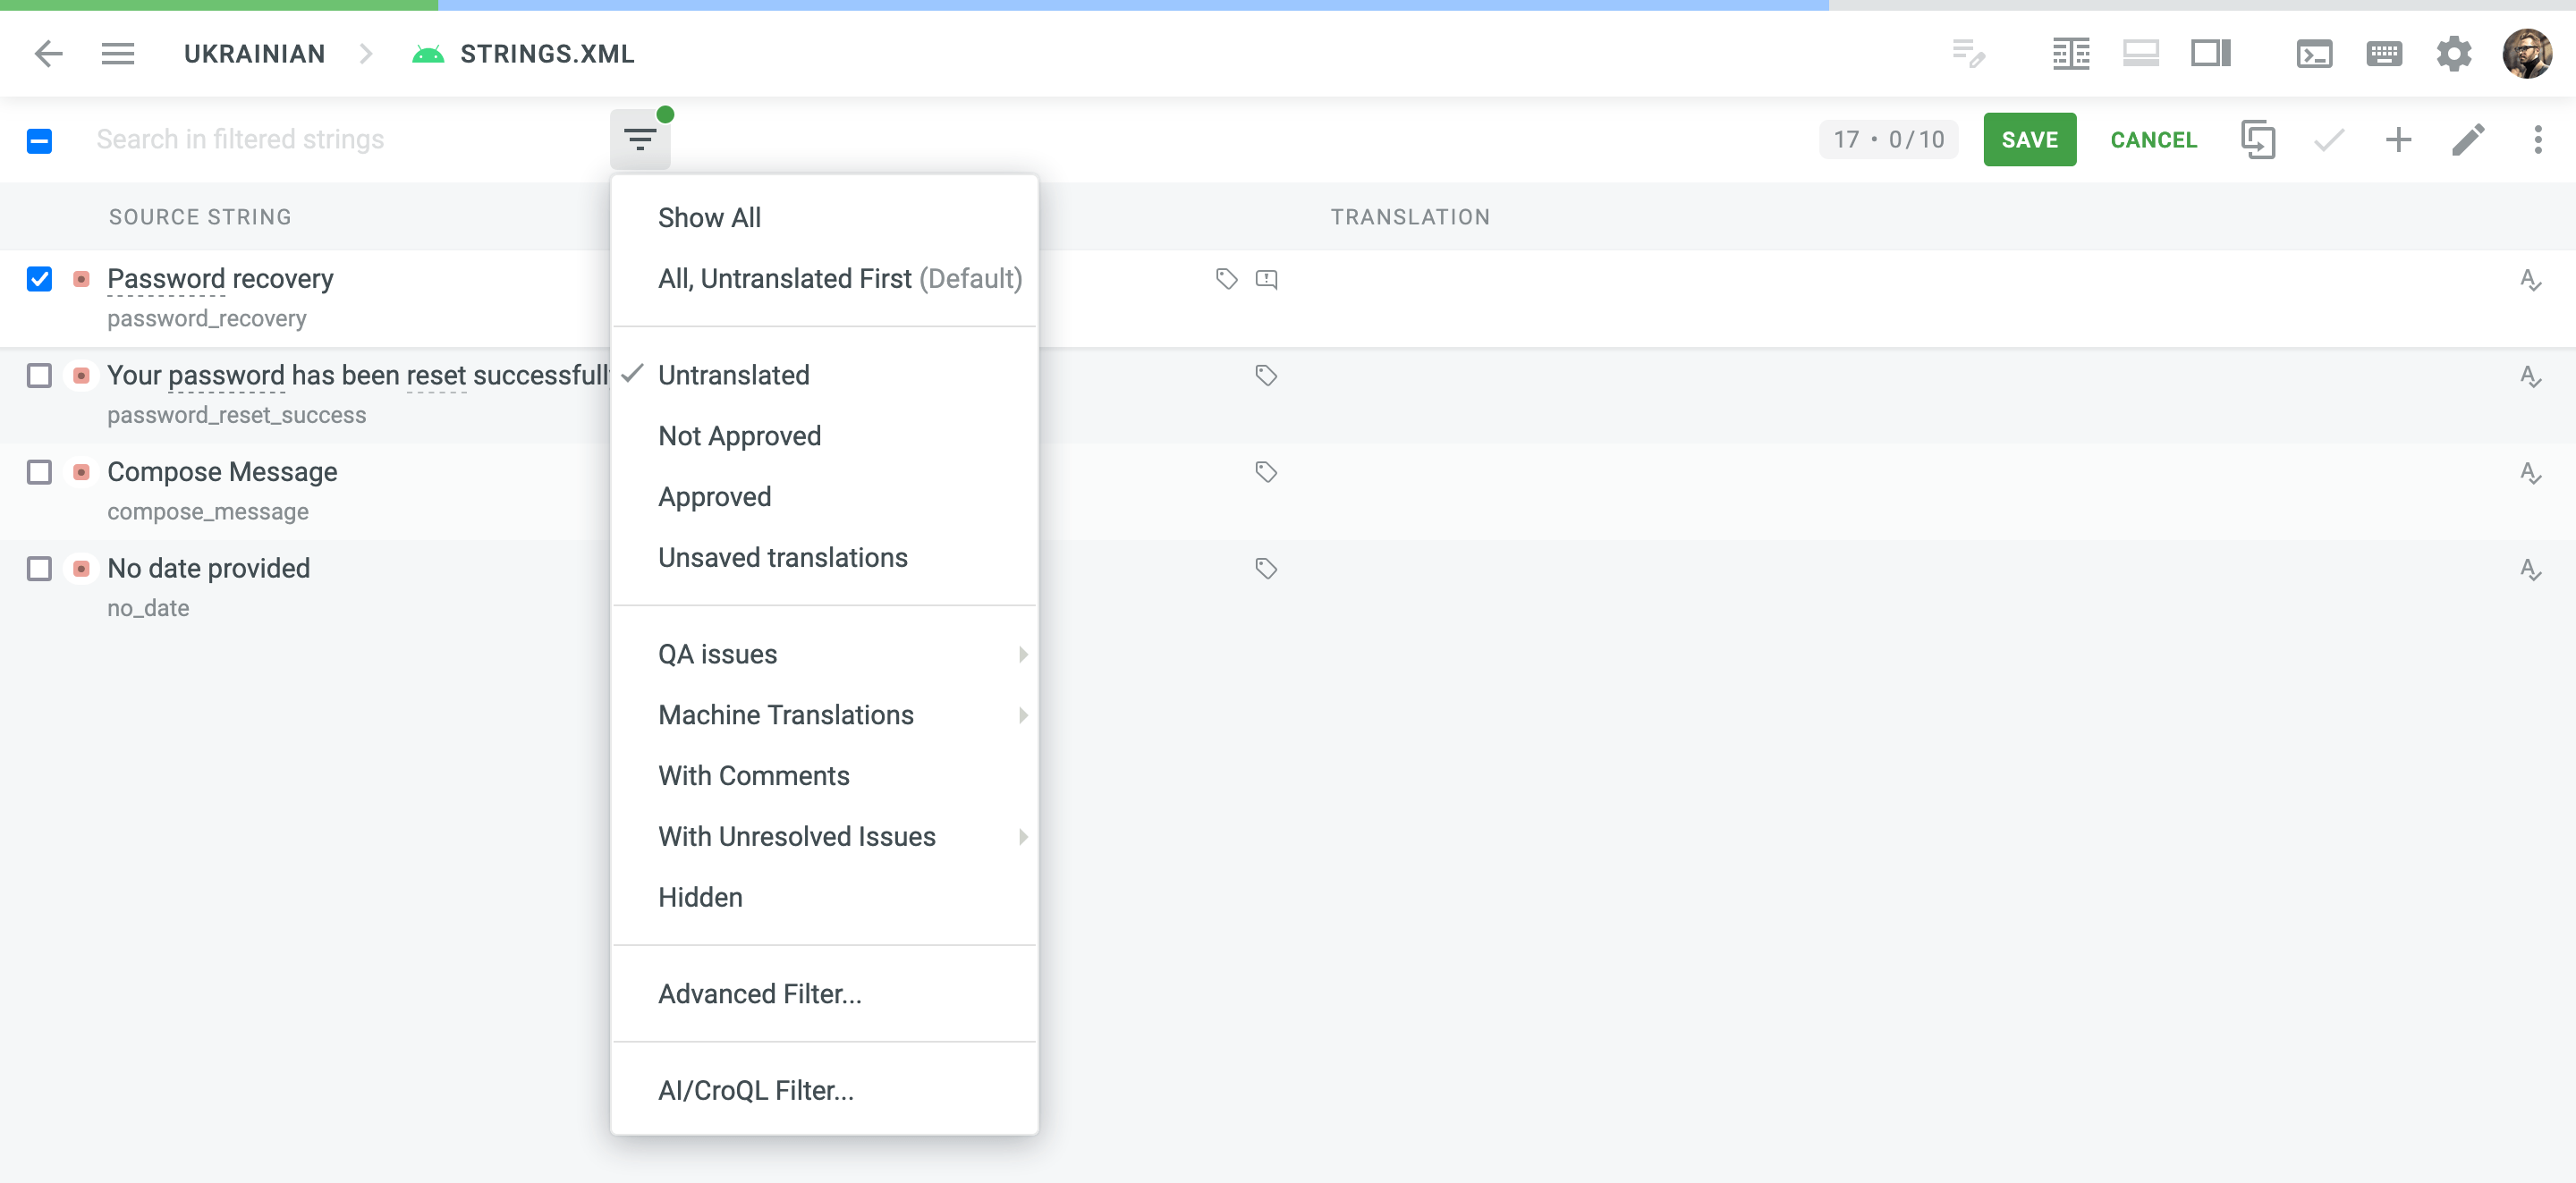 UKRAINIAN
STRINGS.XML
Search in filtered strings
17 • 0/10
SAVE
CANCEL
SOURCE STRING
TRANSLATION
Password recovery
password_recovery
Your password has been reset
password_reset_success
Compose Message
compose_message
No date provided
no_date
Show All
All, Untranslated First (Default)
Untranslated
Not Approved
Approved
Unsaved translations
QA issues
Machine Translations
With Comments
With Unresolved Issues
Hidden
Advanced Filter...
AI/CroQL Filter...